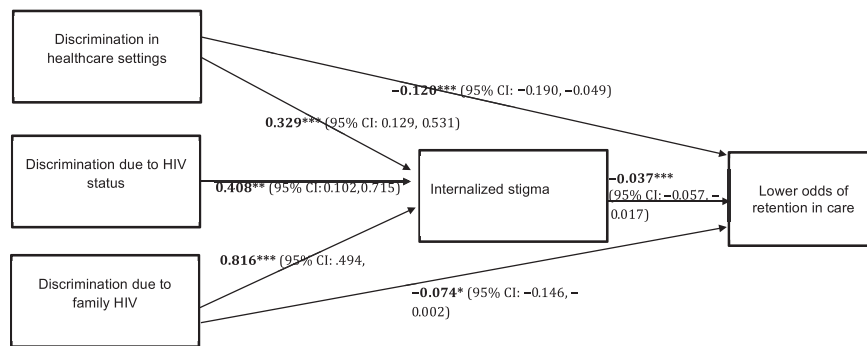 Discrimination in
healthcare settings
−0.120*** (95% CI: −0.190, −0.049)
0.329*** (95% CI: 0.129, 0.531)
Discrimination due to HIV
status
0.408** (95% CI:0.102,0.715)
Internalized stigma
−0.037***
(95% CI: −0.057, −
0.017)
Lower odds of
retention in care
0.816*** (95% CI: .494,
Discrimination due to
family HIV
−0.074* (95% CI: −0.146, −
0.002)